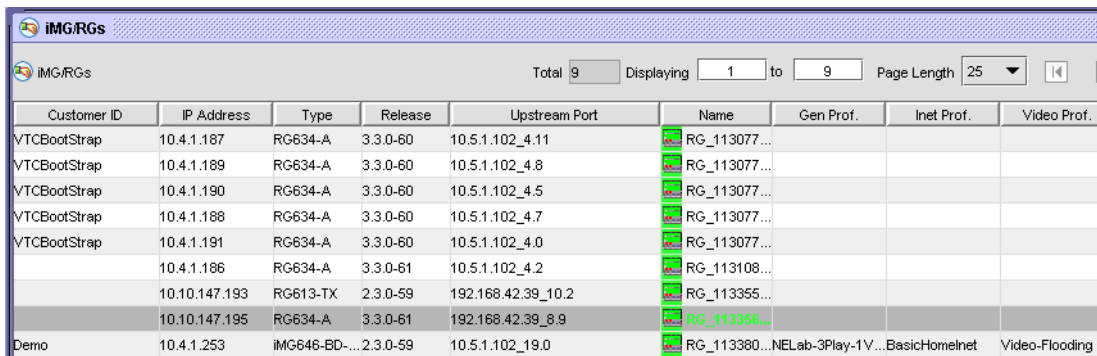 iMG/RGs
iMG/RGs Total 9 Displaying 1 to 9 Page Length 25
Customer ID IP Address Type Release Upstream Port Name Gen Prof. Inet Prof. Video Prof.
VTCBootStrap 10.4.1.187 RG634-A 3.3.0-60 10.5.1.102_4.11 RG_113077...
VTCBootStrap 10.4.1.189 RG634-A 3.3.0-60 10.5.1.102_4.8 RG_113077...
VTCBootStrap 10.4.1.190 RG634-A 3.3.0-60 10.5.1.102_4.5 RG_113077...
VTCBootStrap 10.4.1.188 RG634-A 3.3.0-60 10.5.1.102_4.7 RG_113077...
VTCBootStrap 10.4.1.191 RG634-A 3.3.0-60 10.5.1.102_4.0 RG_113077...
10.4.1.186 RG634-A 3.3.0-61 10.5.1.102_4.2 RG_113108...
10.10.147.193 RG613-TX 2.3.0-59 192.168.42.39_10.2 RG_113355...
10.10.147.195 RG634-A 3.3.0-61 192.168.42.39_8.9 RG_113356...
Demo 10.4.1.253 iMG646-BD-... 2.3.0-59 10.5.1.102_19.0 RG_113380... NELab-3Play-1V... BasicHomeInet Video-Flooding